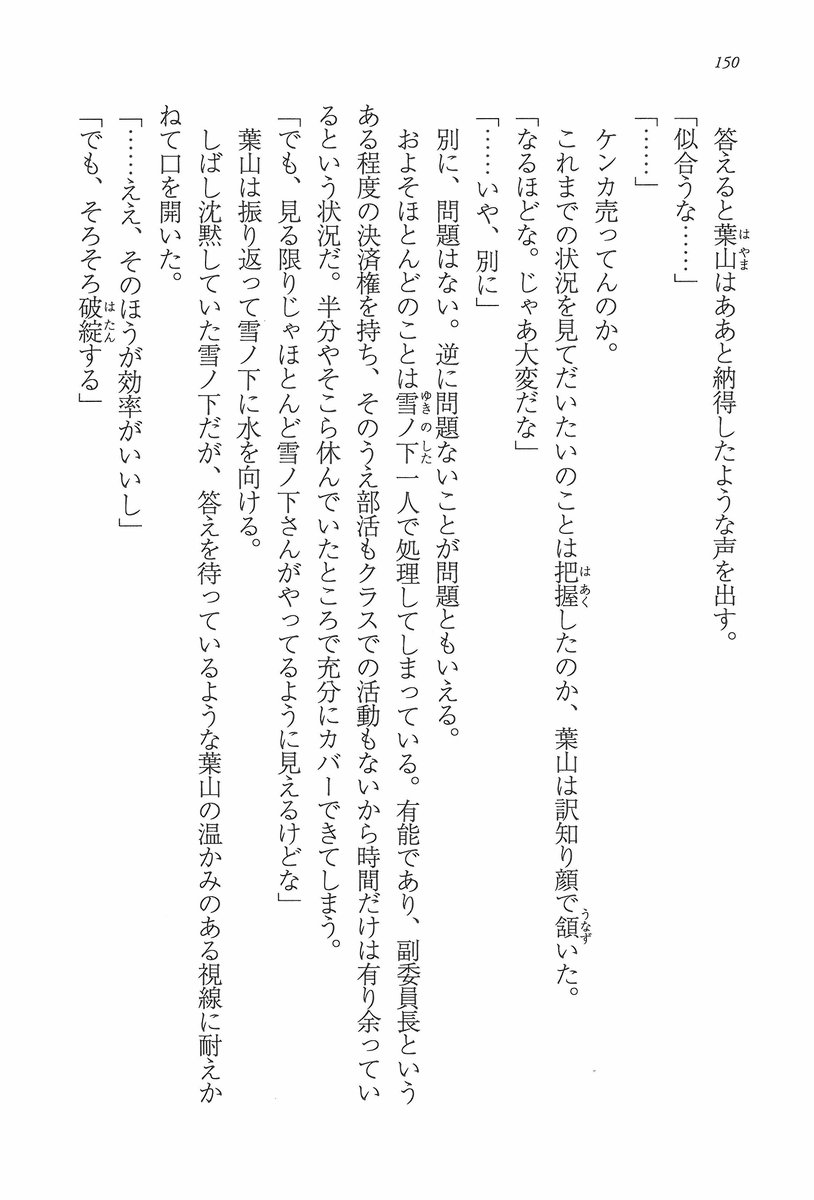 150
答えると葉山はああと納得したような声を出す。
「似合うな……」
「……」
ケンカ売ってんのか。
これまでの状況を見てだいたいのことは把握したのか、葉山は訳知り顔で頷いた。
「なるほどな。じゃあ大変だな」
「……いや、別に」
別に、問題はない。逆に問題ないことが問題ともいえる。
およそほとんどのことは雪ノ下一人で処理してしまっている。有能であり、副委員長という
ある程度の決済権を持ち、そのうえ部活もクラスでの活動もないから時間だけは有り余ってい
るという状況だ。半分やそこら休んでいたところで充分にカバーできてしまう。
「でも、見る限りじゃほとんど雪ノ下さんがやってるように見えるけどな」
葉山は振り返って雪ノ下に水を向ける。
しばし沈黙していた雪ノ下だが、答えを待っているような葉山の温かみのある視線に耐えか
ねて口を開いた。
「……ええ、そのほうが効率がいいし」
「でも、そろそろ破綻する」